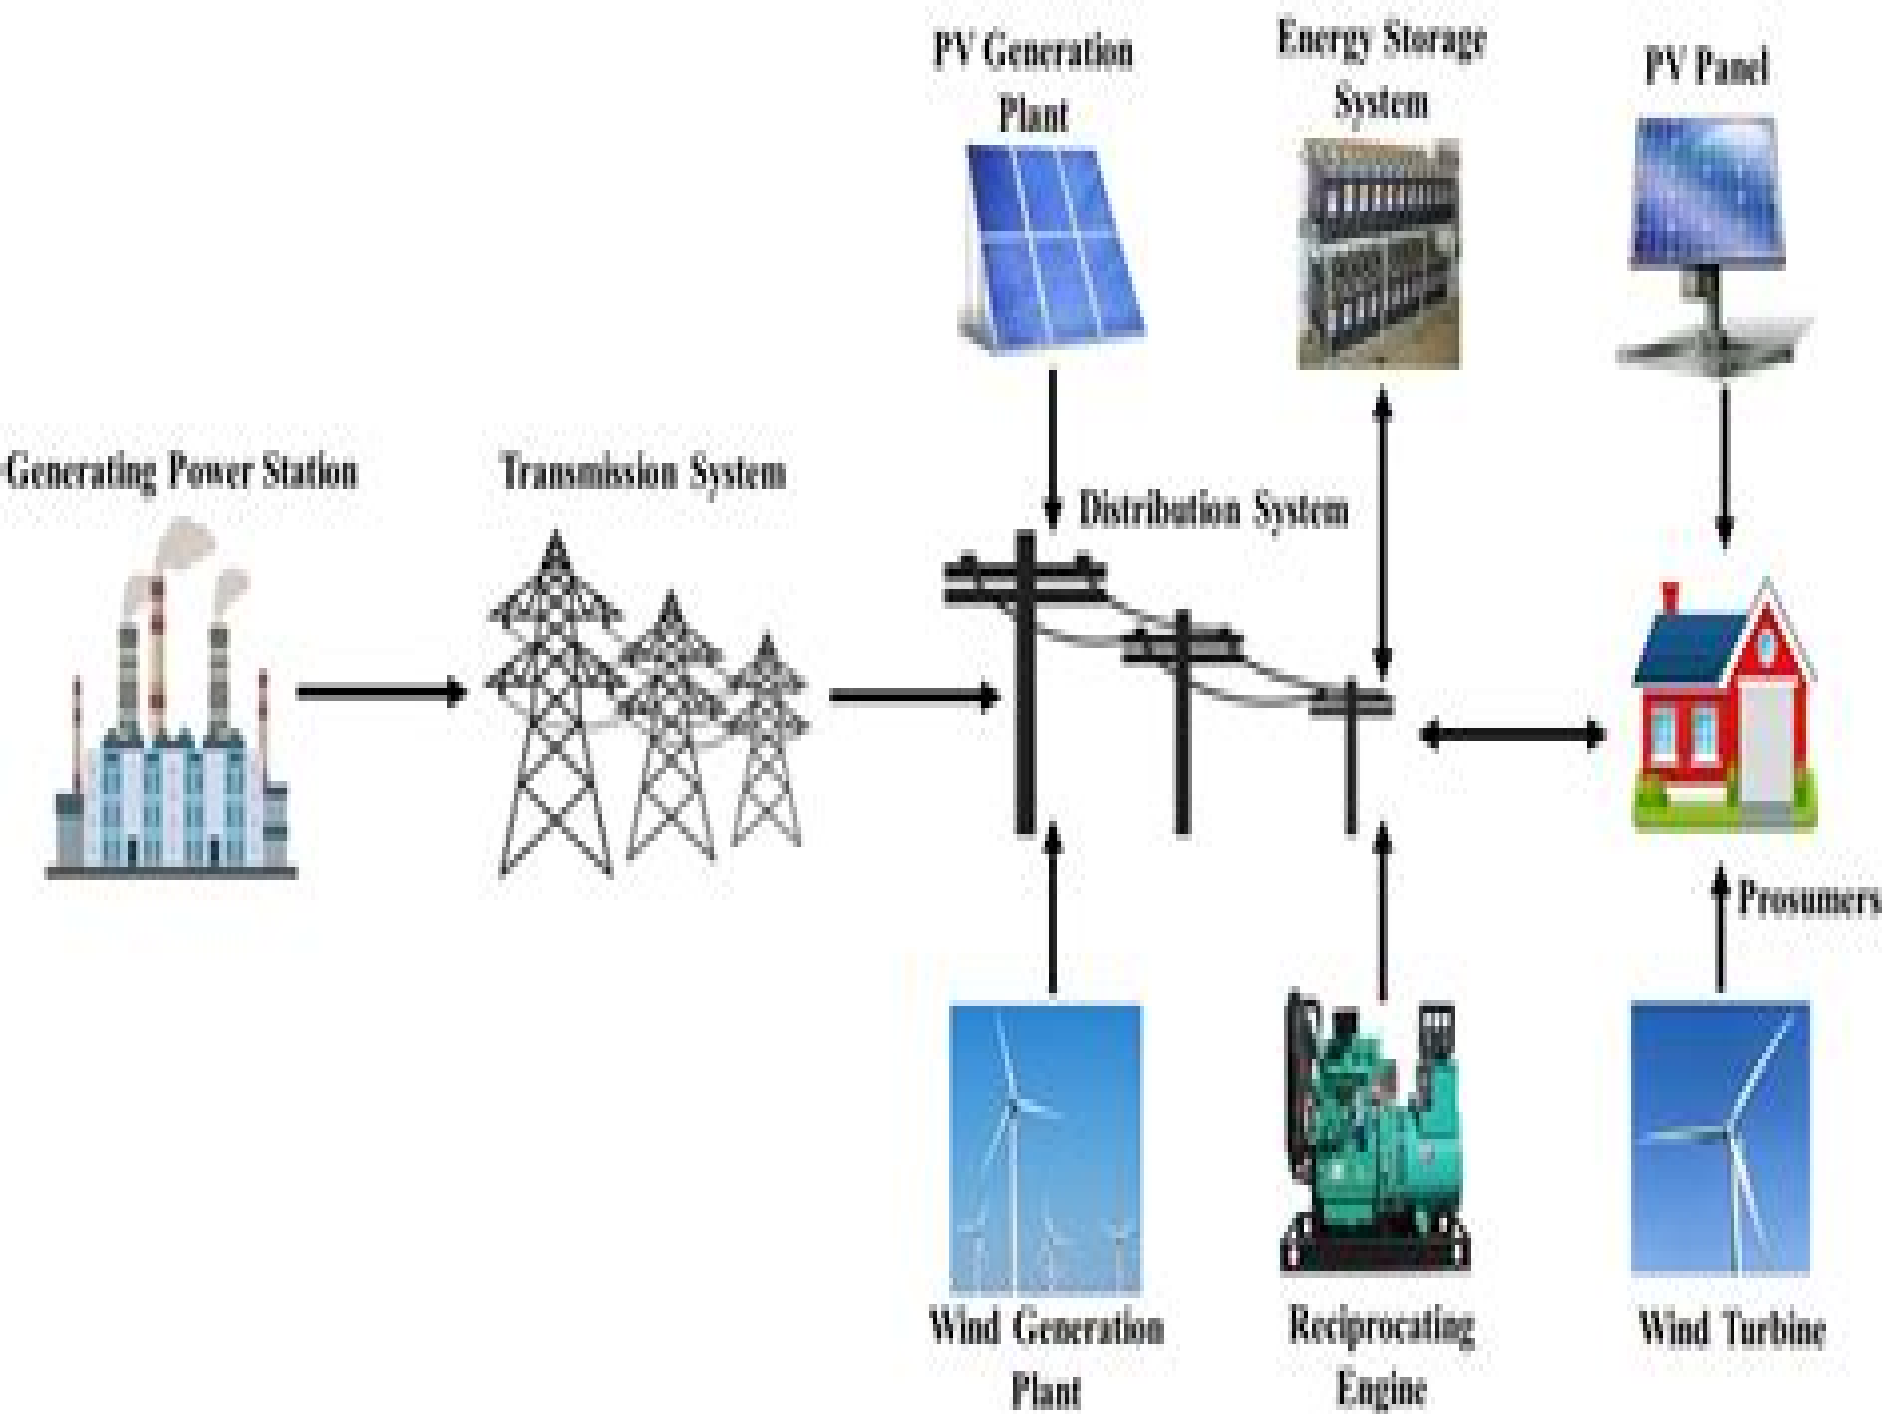 PV Generation
Plant
Energy Storage
System
PV Panel
Generating Power Station
Transmission System
Distribution System
Prosumers
Wind Generation
Plant
Reciprocating
Engine
Wind Turbine